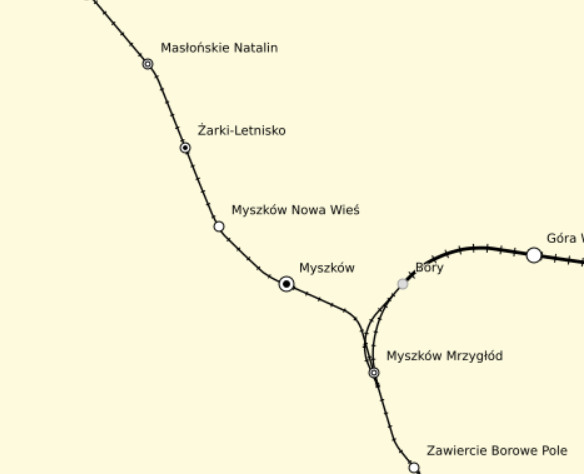 Masłońskie Natalin
Żarki-Letnisko
Myszków Nowa Wieś
Góra
Myszków
Bory
Myszków Mrzygłód
Zawiercie Borowe Pole